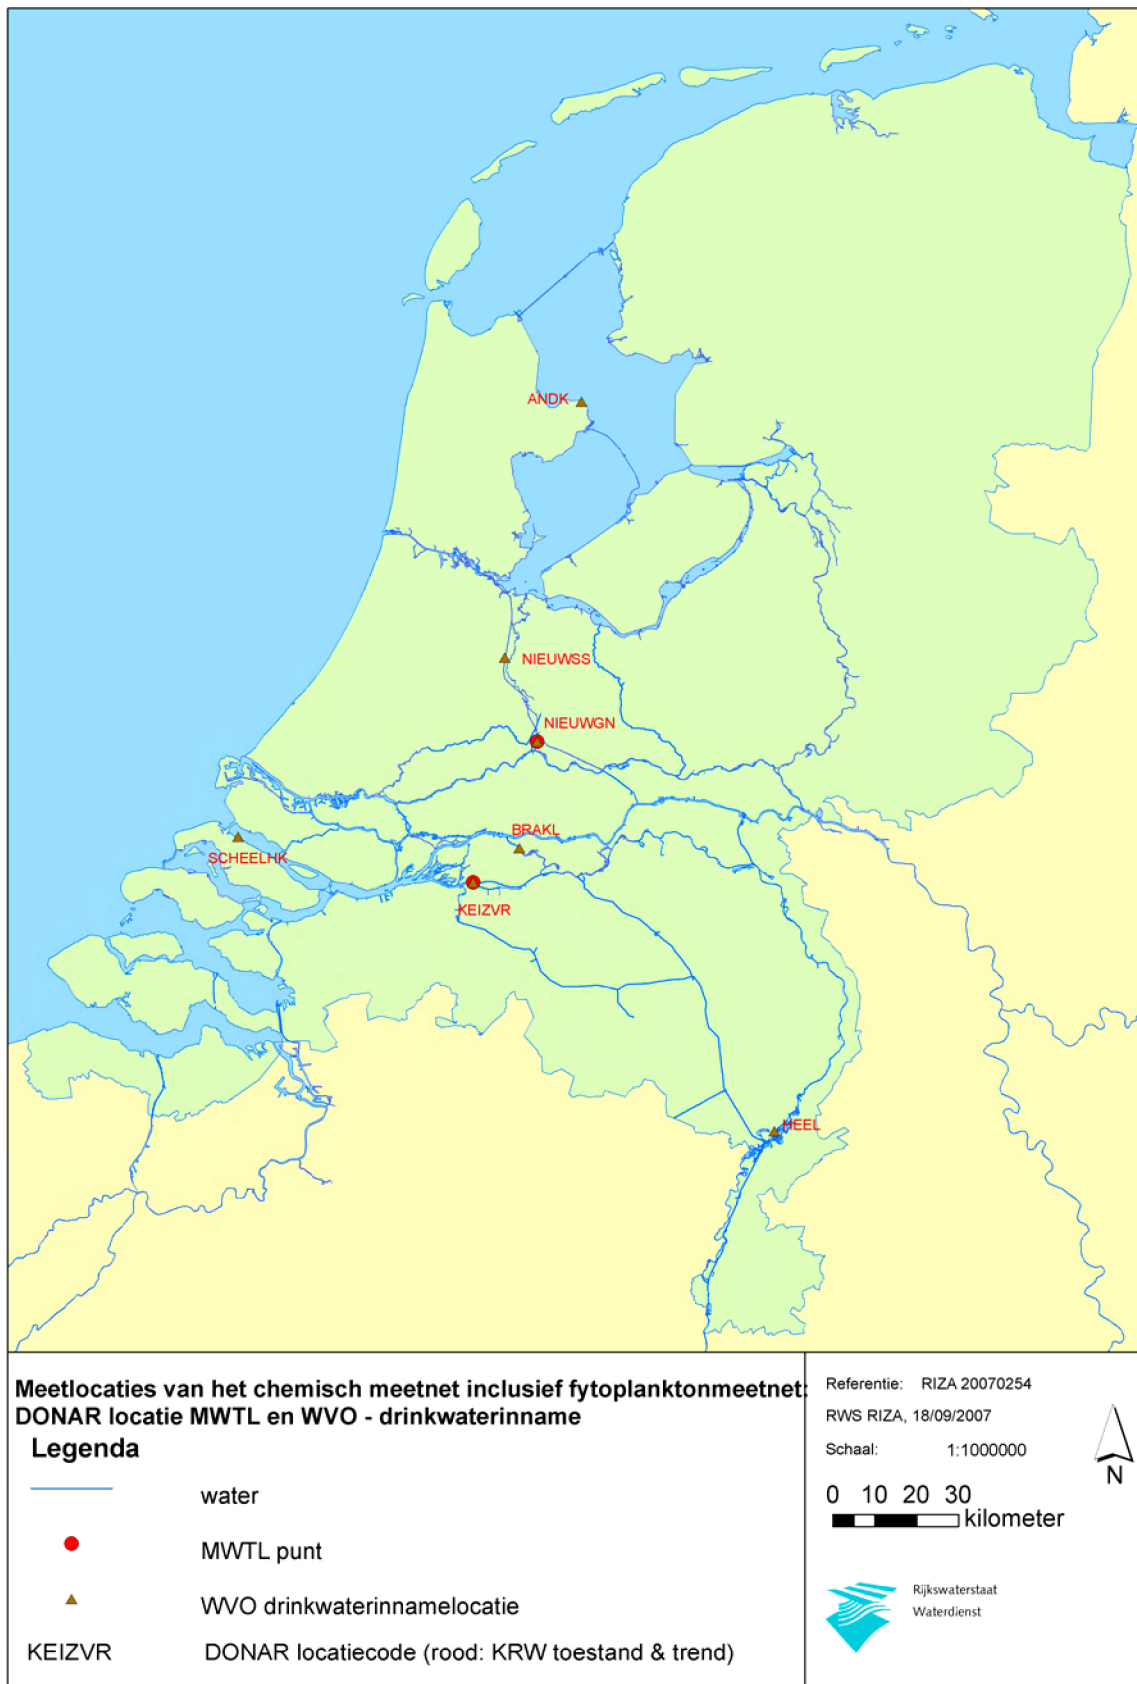 ANDK
NIEUWSS
NIEUWGN
BRAKL
SCHEELHK
KEIZVR
HEEL
Meetlocaties van het chemisch meetnet inclusief fytoplanktonmeetnet:
DONAR locatie MWTL en WVO - drinkwaterinname
Legenda
water
MWTL punt
WVO drinkwaterinnamelocatie
KEIZVR DONAR locatiecode (rood: KRW toestand & trend)
Referentie: RIZA 20070254
RWS RIZA, 18/09/2007
Schaal: 1:1000000
N
0 10 20 30
kilometer
Rijkswaterstaat
Waterdienst